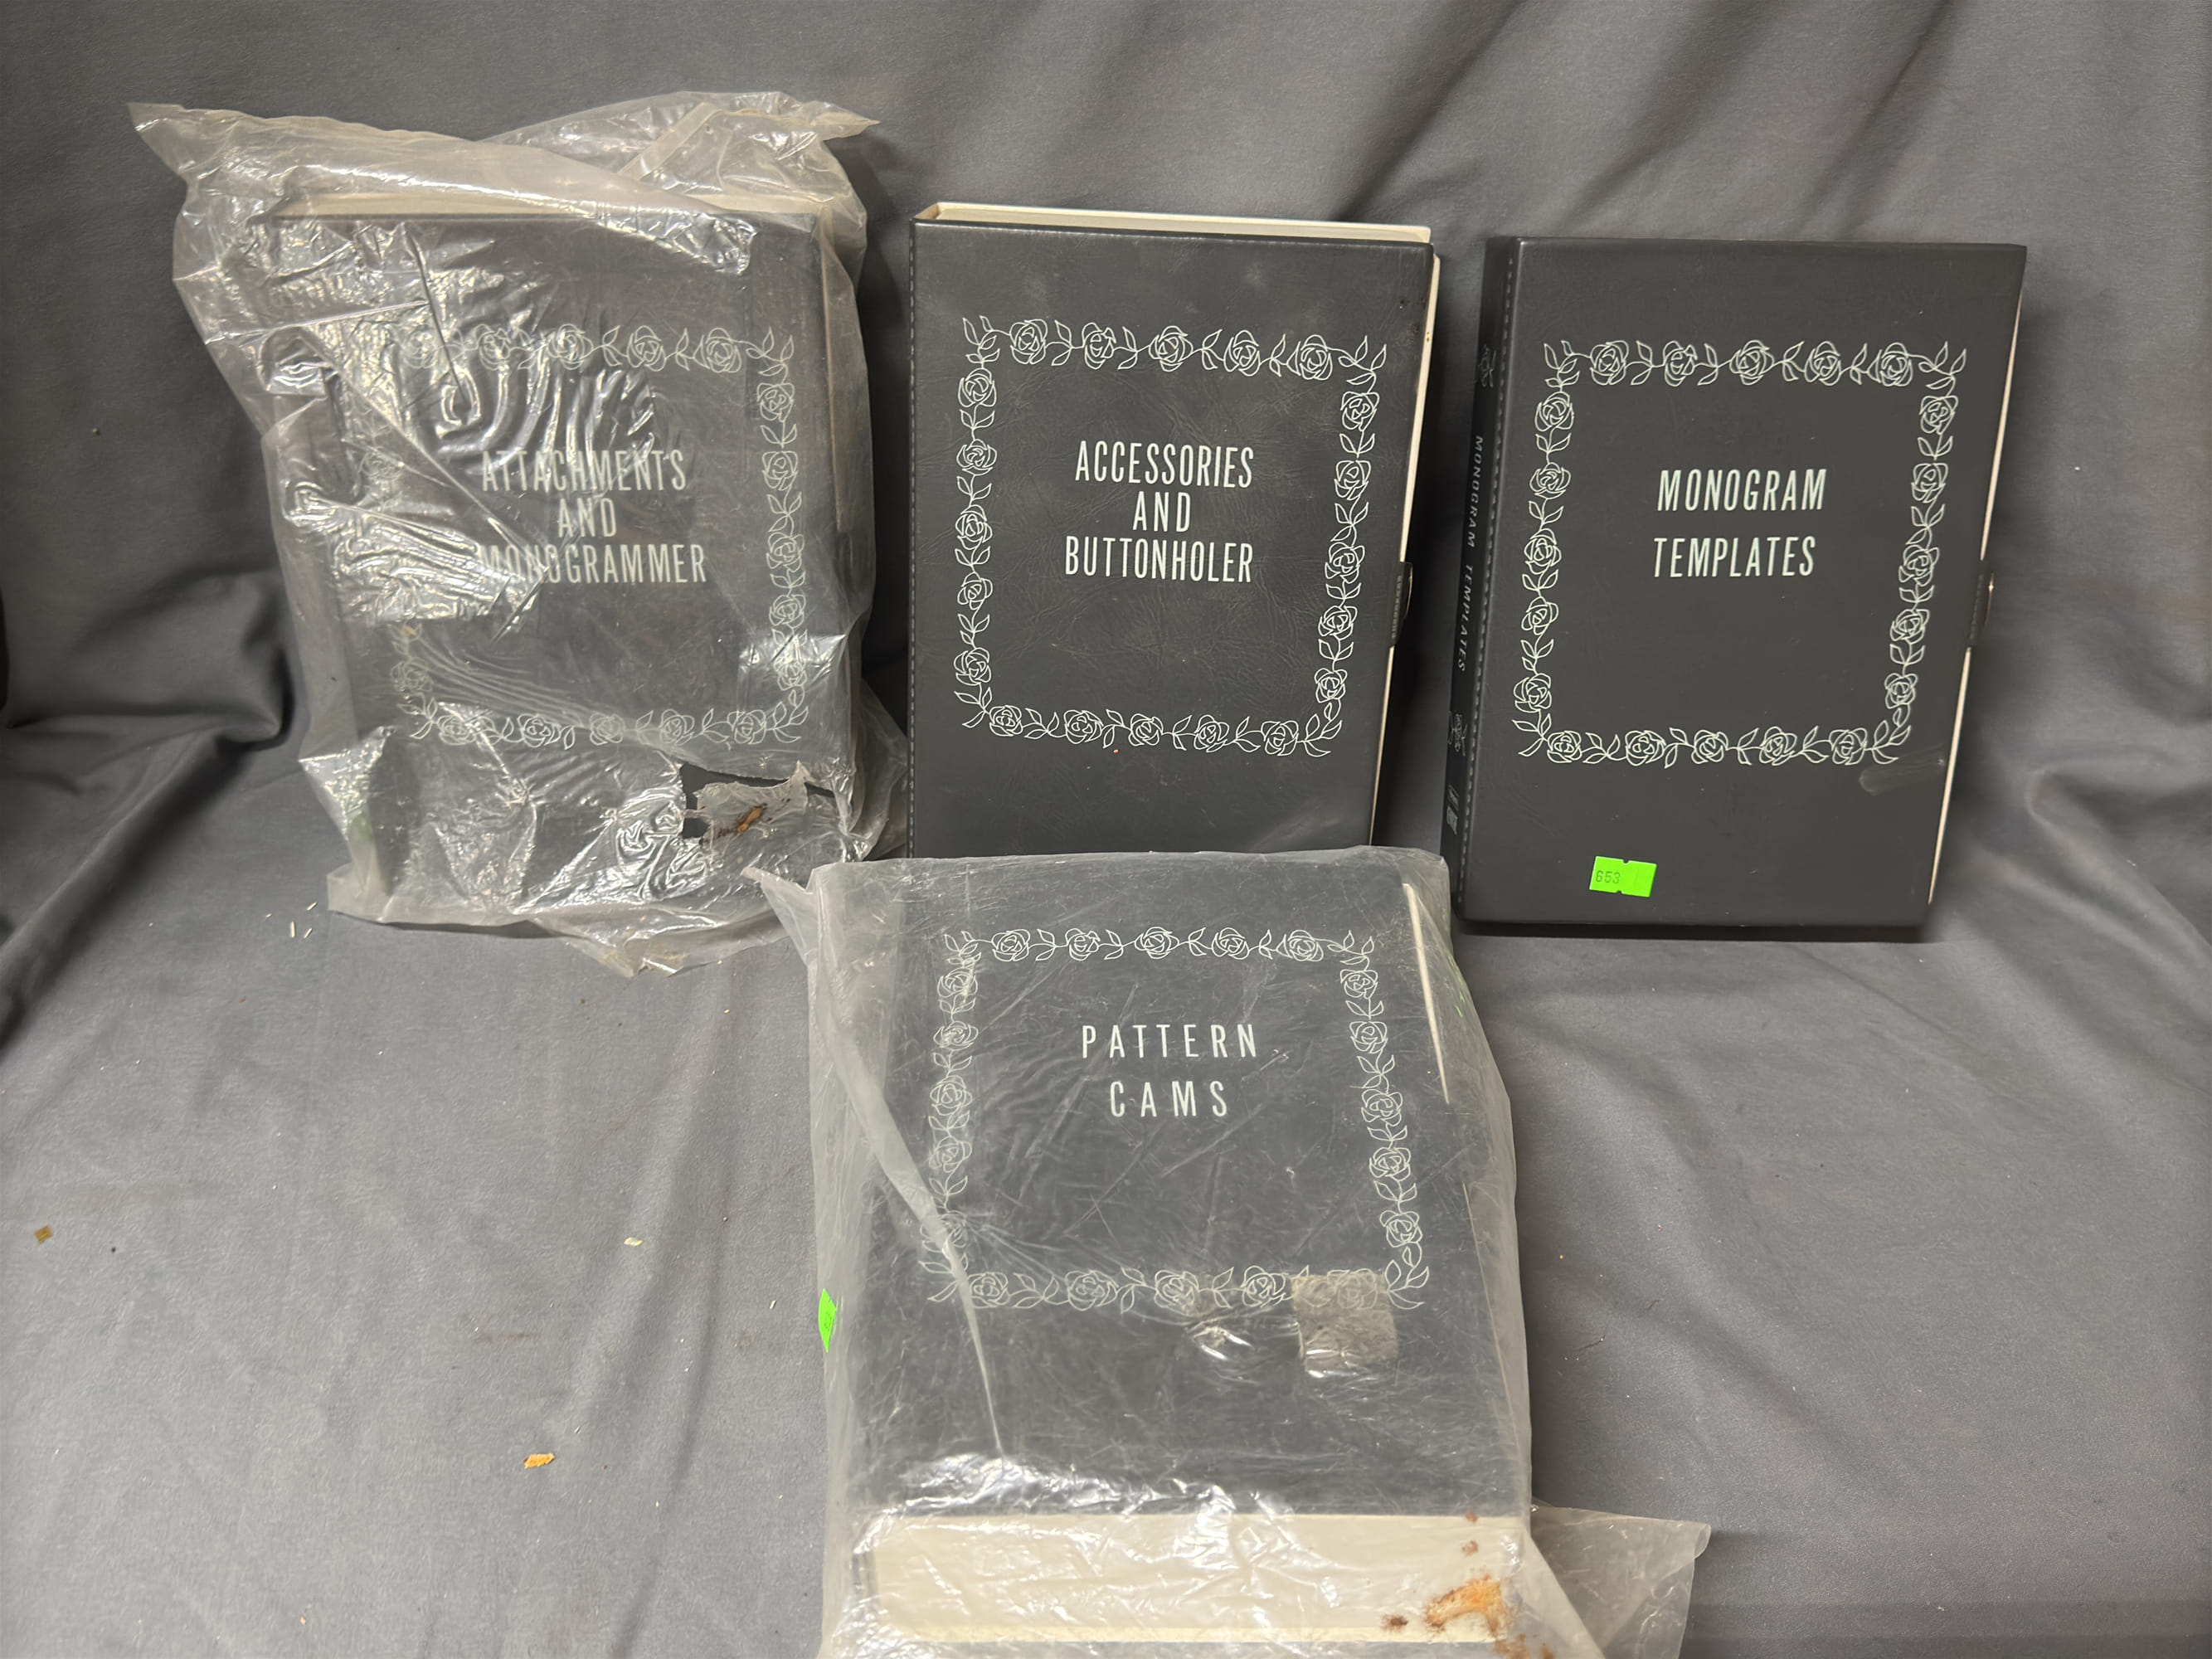 ATTACHMENTS
AND
MONOGRAMMER
ACCESSORIES
AND
BUTTONHOLER
MONOGRAM TEMPLATES
MONOGRAM
TEMPLATES
653
PATTERN
CAMS